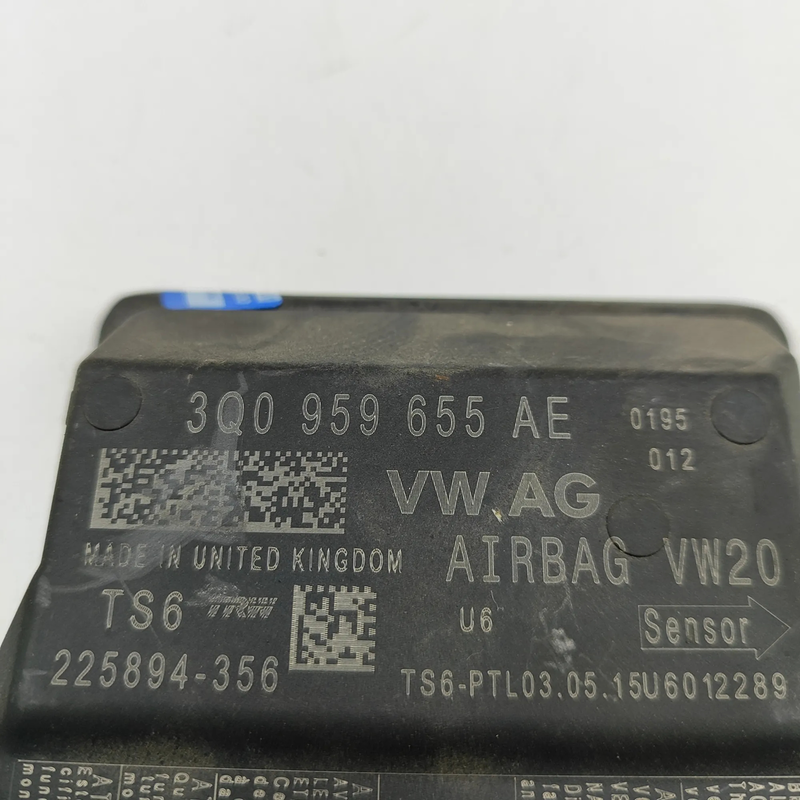 3Q0 959 655 AE 0195
012
VW AG
MADE IN UNITED KINGDOM
AIRBAG VW20
TS6
U6
Sensor
225894-356
TS6-PTL03.05.15U6012289